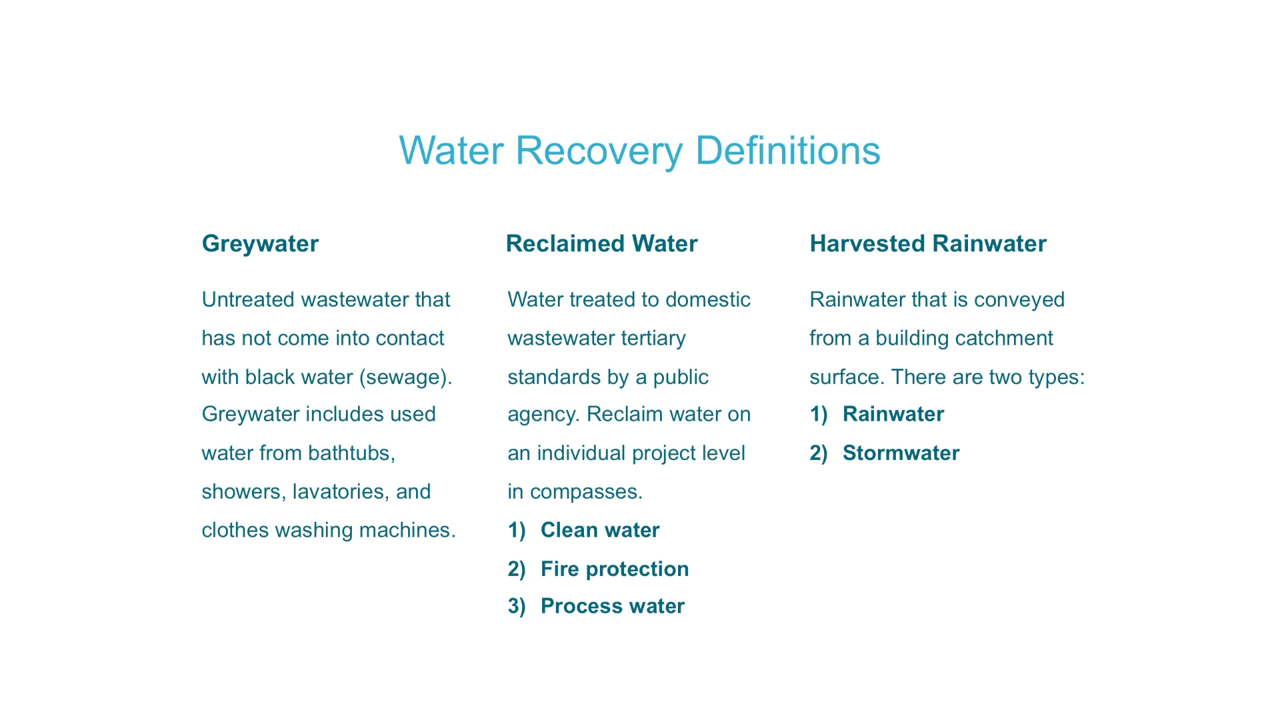 Water Recovery Definitions
Greywater
Untreated wastewater that
has not come into contact
with black water (sewage).
Greywater includes used
water from bathtubs,
showers, lavatories, and
clothes washing machines.
Reclaimed Water
Water treated to domestic
wastewater tertiary
standards by a public
agency. Reclaim water on
an individual project level
in compasses.
1) Clean water
2) Fire protection
3) Process water
Harvested Rainwater
Rainwater that is conveyed
from a building catchment
surface. There are two types:
1) Rainwater
2) Stormwater